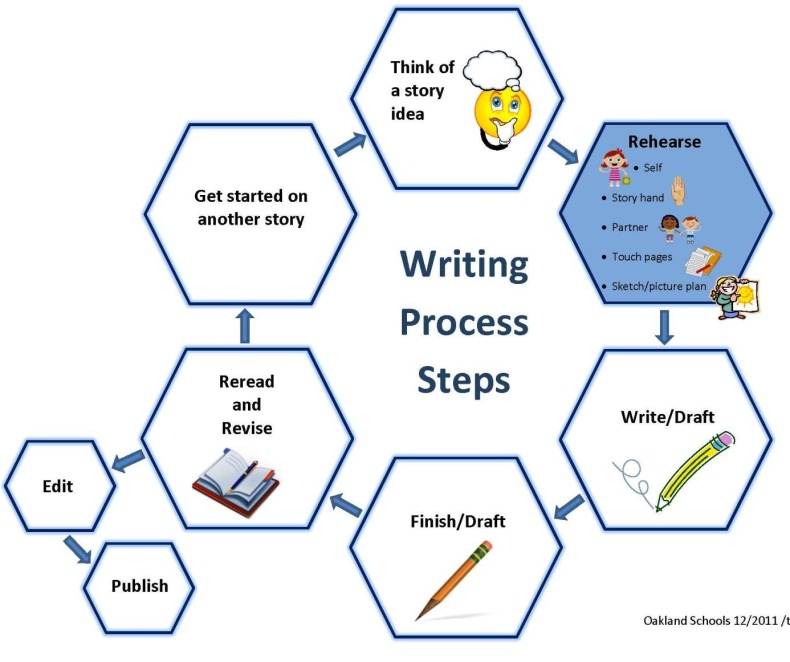 Think of
a story
idea
Rehearse
• Self
• Story hand
• Partner
• Touch pages
• Sketch/picture plan
Write/Draft
Finish/Draft
Reread
and
Revise
Edit
Publish
Get started on
another story
Writing
Process
Steps
Oakland Schools 12/2011 /t